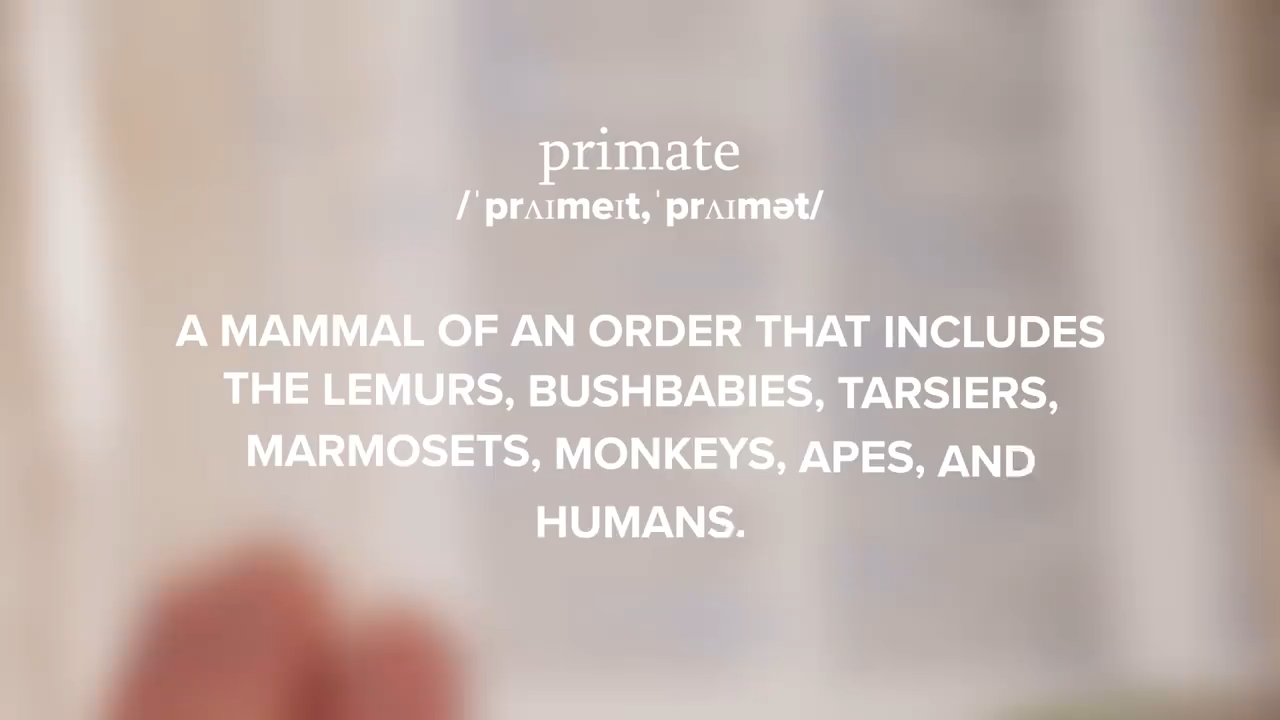 primate
/ˈprʌɪmeɪt, ˈprʌɪmət/
A MAMMAL OF AN ORDER THAT INCLUDES
THE LEMURS, BUSHBABIES, TARSIERS,
MARMOSETS, MONKEYS, APES, AND
HUMANS.